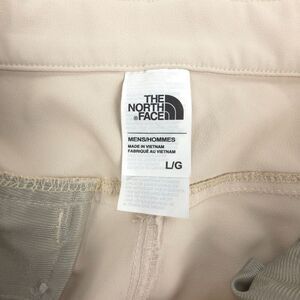 THE
NORTH
FACE
MENS/HOMMES
MADE IN VIETNAM
FABRIQUÉ AU VIETNAM
L/G